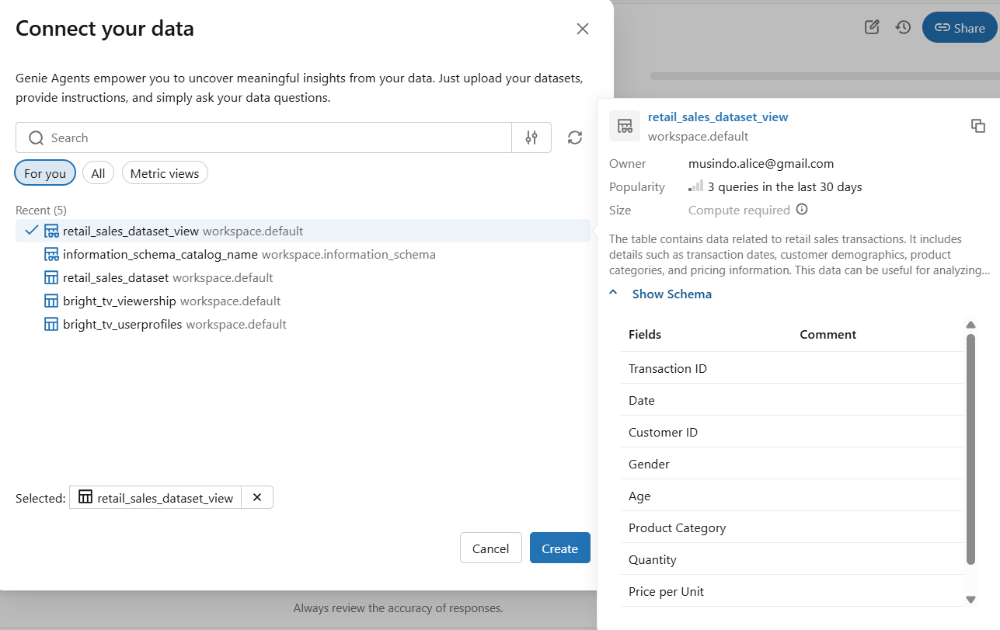 Connect your data
Share
Genie Agents empower you to uncover meaningful insights from your data. Just upload your datasets,
provide instructions, and simply ask your data questions.
Search
For you
All
Metric views
Recent (5)
retail_sales_dataset_view workspace.default
information_schema_catalog_name workspace.information_schema
retail_sales_dataset workspace.default
bright_tv_viewership workspace.default
bright_tv_userprofiles workspace.default
Selected: retail_sales_dataset_view
Cancel
Create
retail_sales_dataset_view
workspace.default
Owner musindo.alice@gmail.com
Popularity 3 queries in the last 30 days
Size Compute required
The table contains data related to retail sales transactions. It includes
details such as transaction dates, customer demographics, product
categories, and pricing information. This data can be useful for analyzing...
Show Schema
Fields Comment
Transaction ID
Date
Customer ID
Gender
Age
Product Category
Quantity
Price per Unit
Always review the accuracy of responses.